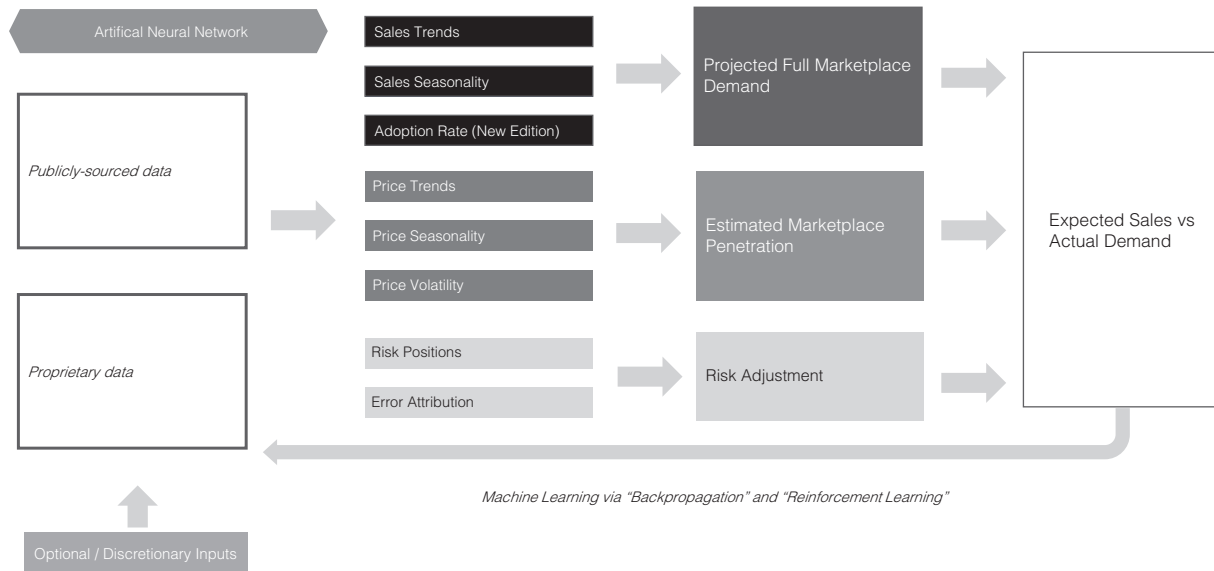 Artifical Neural Network
Publicly-sourced data
Proprietary data
Optional / Discretionary Inputs
Sales Trends
Sales Seasonality
Adoption Rate (New Edition)
Price Trends
Price Seasonality
Price Volatility
Risk Positions
Error Attribution
Projected Full Marketplace
Demand
Estimated Marketplace
Penetration
Risk Adjustment
Expected Sales vs
Actual Demand
Machine Learning via “Backpropagation” and “Reinforcement Learning”